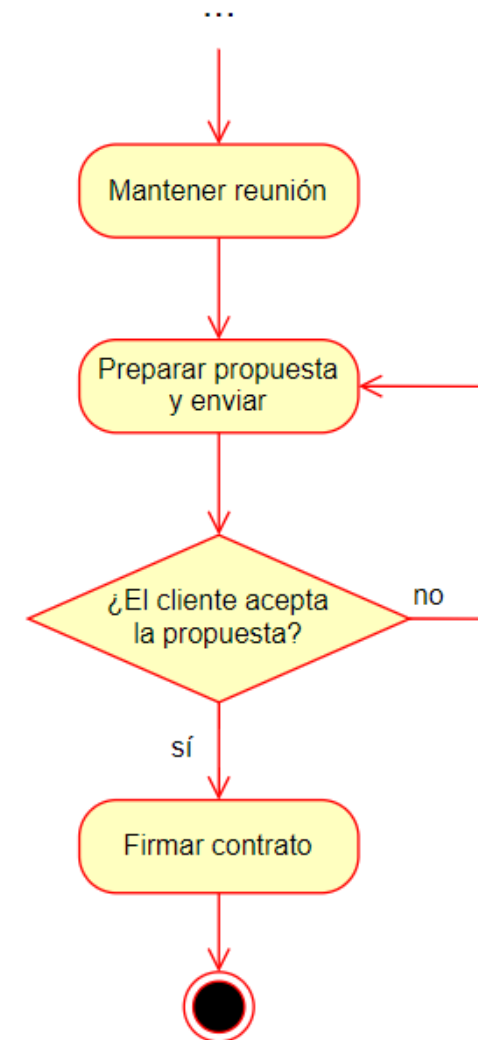 ...
Mantener reunión
Preparar propuesta
y enviar
¿El cliente acepta
la propuesta?
no
sí
Firmar contrato